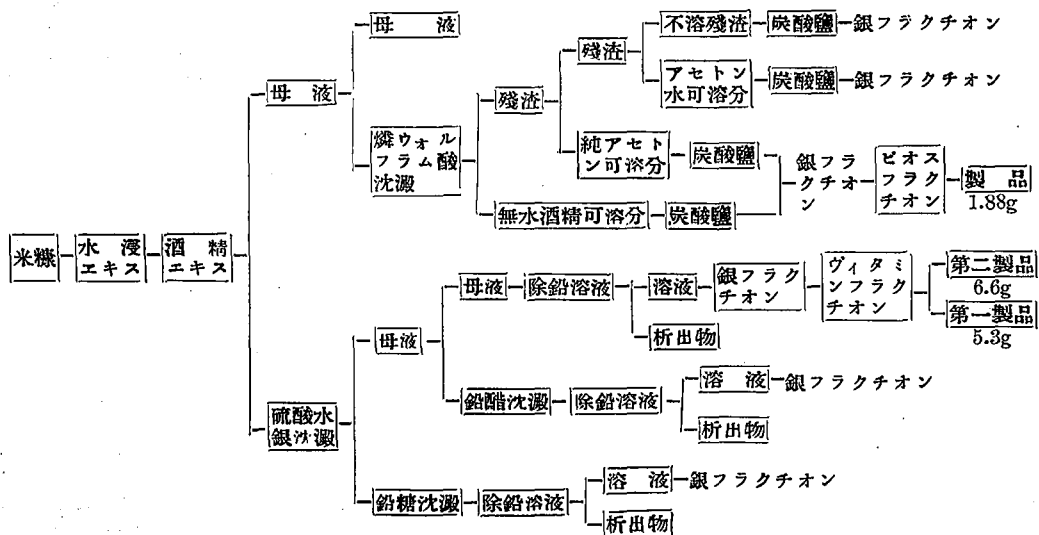 母液
不溶殘渣
炭酸鹽
銀フラクチオン
殘渣
アセトン
水可溶分
炭酸鹽
銀フラクチオン
母液
殘渣
燐ウオル
フラム酸
沈澱
純アセト
ン可溶分
炭酸鹽
銀フラ
クチオ
ン
ビオス
フラク
チオン
製品
1.88g
無水酒精可溶分
炭酸鹽
米糠
水浸
エキス
酒精
エキス
母液
除鉛溶液
溶液
銀フラク
チオン
ヴィタミ
ンフラク
チオン
第二製品
6.6g
第一製品
5.3g
析出物
母液
鉛醋沈澱
除鉛溶液
溶液
銀フラクチオン
析出物
硫酸水
銀沈澱
鉛糖沈澱
除鉛溶液
溶液
銀フラクチオン
析出物